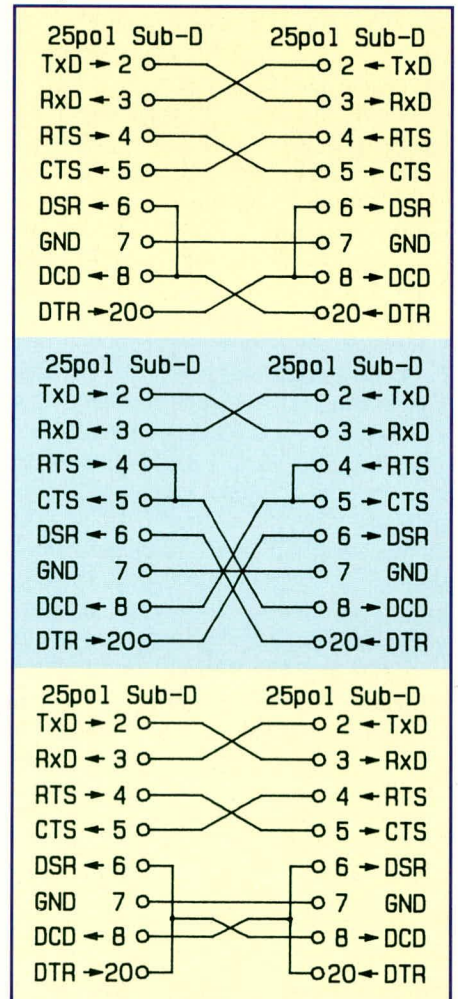 25pol Sub-D 25pol Sub-D
TxD → 2 2 ← TxD
RxD ← 3 3 → RxD
RTS → 4 4 ← RTS
CTS ← 5 5 → CTS
DSR ← 6 6 → DSR
GND 7 7 GND
DCD ← 8 8 → DCD
DTR → 20 20 ← DTR
25pol Sub-D 25pol Sub-D
TxD → 2 2 ← TxD
RxD ← 3 3 → RxD
RTS → 4 4 ← RTS
CTS ← 5 5 → CTS
DSR ← 6 6 → DSR
GND 7 7 GND
DCD ← 8 8 → DCD
DTR → 20 20 ← DTR
25pol Sub-D 25pol Sub-D
TxD → 2 2 ← TxD
RxD ← 3 3 → RxD
RTS → 4 4 ← RTS
CTS ← 5 5 → CTS
DSR ← 6 6 → DSR
GND 7 7 GND
DCD ← 8 8 → DCD
DTR → 20 20 ← DTR